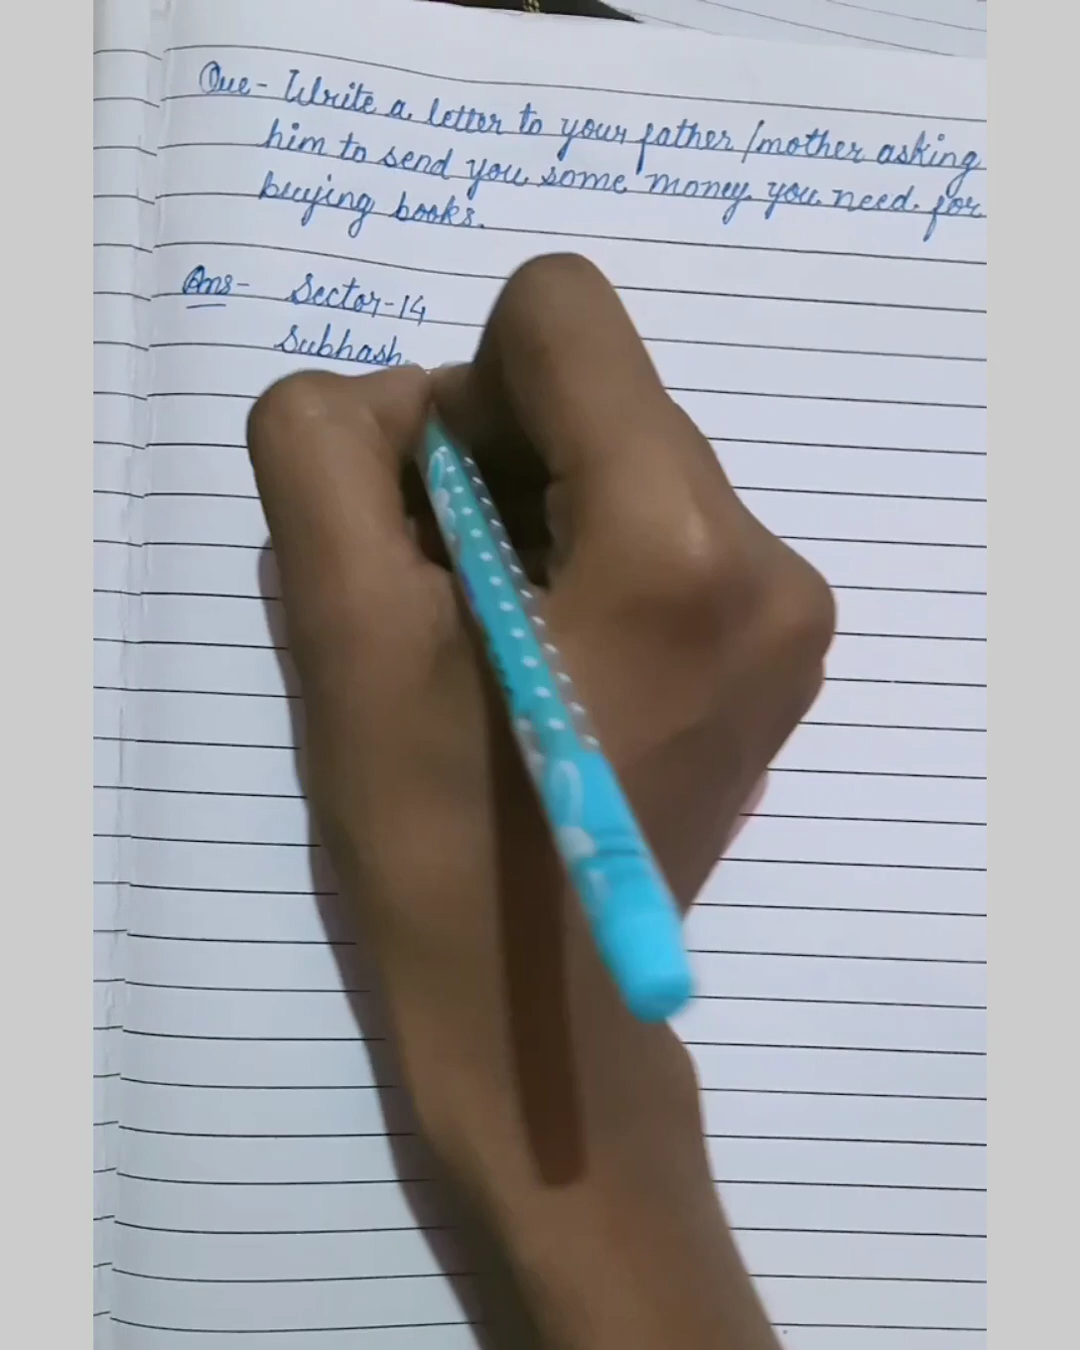 Que- Write a letter to your father/mother asking
him to send you some money you need for
buying books.
Ans- Sector-14
Subhash